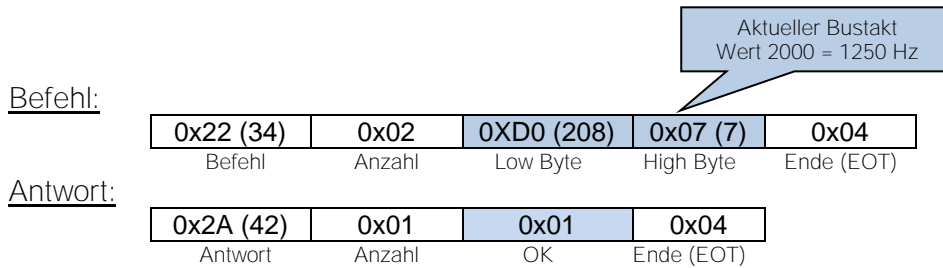 Aktueller Bustakt
Wert 2000 = 1250 Hz
Befehl:
0x22 (34) 0x02 0XD0 (208) 0x07 (7) 0x04
Befehl Anzahl Low Byte High Byte Ende (EOT)
Antwort:
0x2A (42) 0x01 0x01 0x04
Antwort Anzahl OK Ende (EOT)